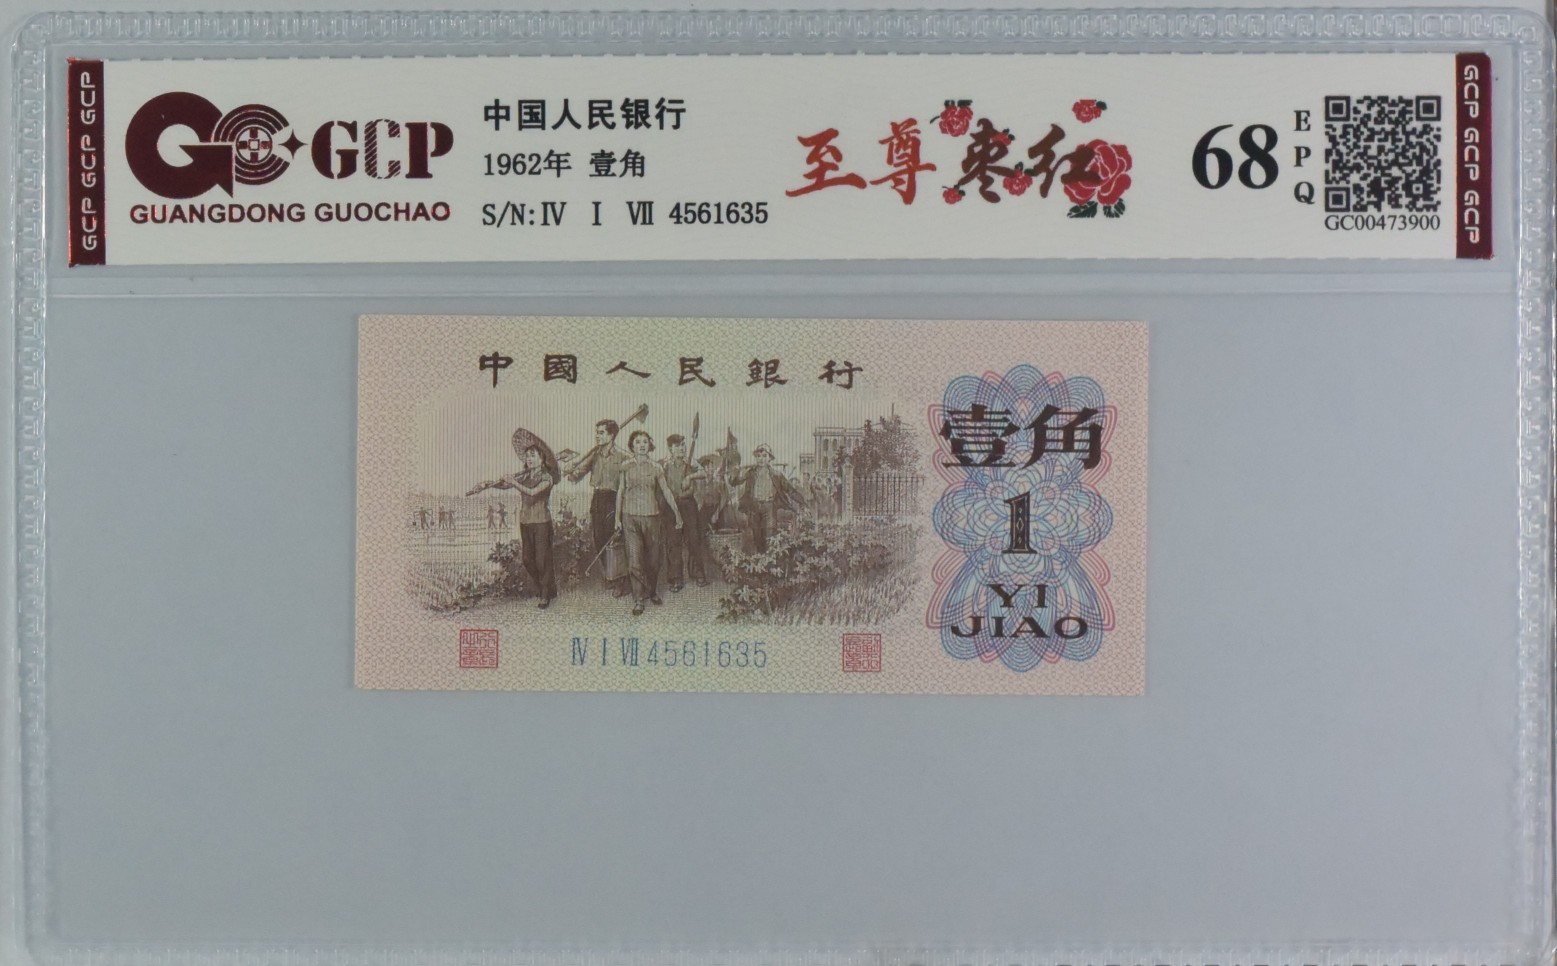 GCP GCP GCP
GCP
GUANGDONG GUOCHAO
中国人民银行
1962年 壹角
S/N:Ⅳ Ⅰ Ⅶ 4561635
至尊枣红
68
EPQ
GC00473900
GCP GCP GCP
中國人民銀行
壹角
1
YI
JIAO
Ⅳ Ⅰ Ⅶ 4561635